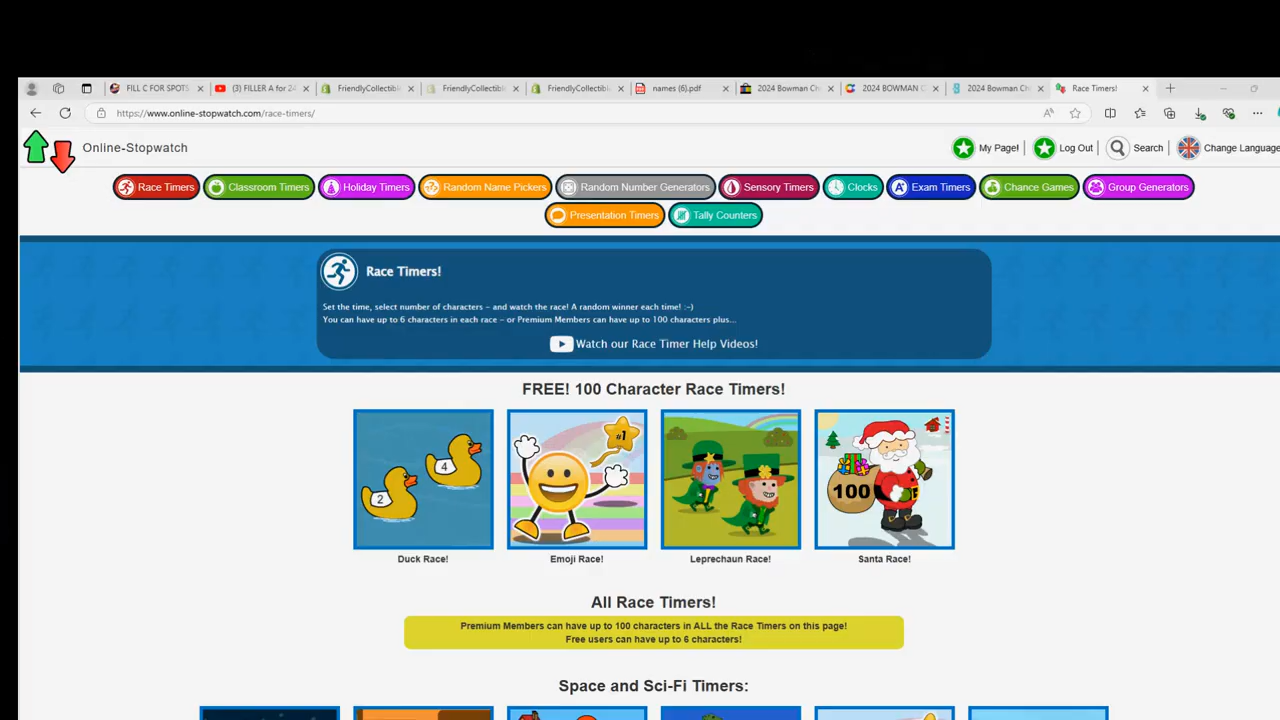 FILL C FOR SPOTS
(3) FILLER A for 24
FriendlyCollectible
FriendlyCollectible
FriendlyCollectible
names (6).pdf
2024 Bowman Chr
2024 BOWMAN C
2024 Bowman Chr
Race Timers!
https://www.online-stopwatch.com/race-timers/
Online-Stopwatch
My Page! | Log Out | Search | Change Language
Race Timers
Classroom Timers
Holiday Timers
Random Name Pickers
Random Number Generators
Sensory Timers
Clocks
Exam Timers
Chance Games
Group Generators
Presentation Timers
Tally Counters
Race Timers!
Set the time, select number of characters - and watch the race! A random winner each time! :-)
You can have up to 6 characters in each race - or Premium Members can have up to 100 characters plus...
Watch our Race Timer Help Videos!
FREE! 100 Character Race Timers!
2
4
#1
100
Duck Race!
Emoji Race!
Leprechaun Race!
Santa Race!
All Race Timers!
Premium Members can have up to 100 characters in ALL the Race Timers on this page!
Free users can have up to 6 characters!
Space and Sci-Fi Timers: